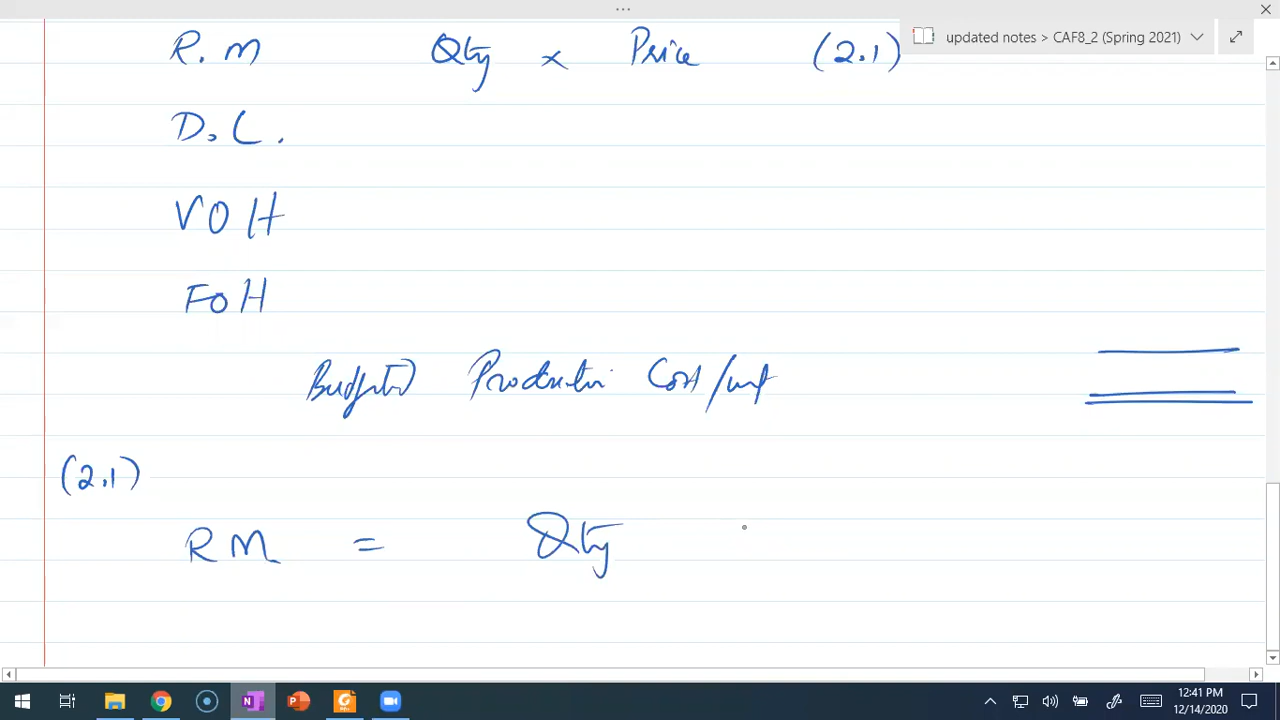 ...
updated notes > CAF8_2 (Spring 2021)
R.M Qty x Price (2.1)
D.L.
VOH
FOH
Budgeted Production Cost/unit
(2.1)
RM = Qty
12:41 PM
12/14/2020